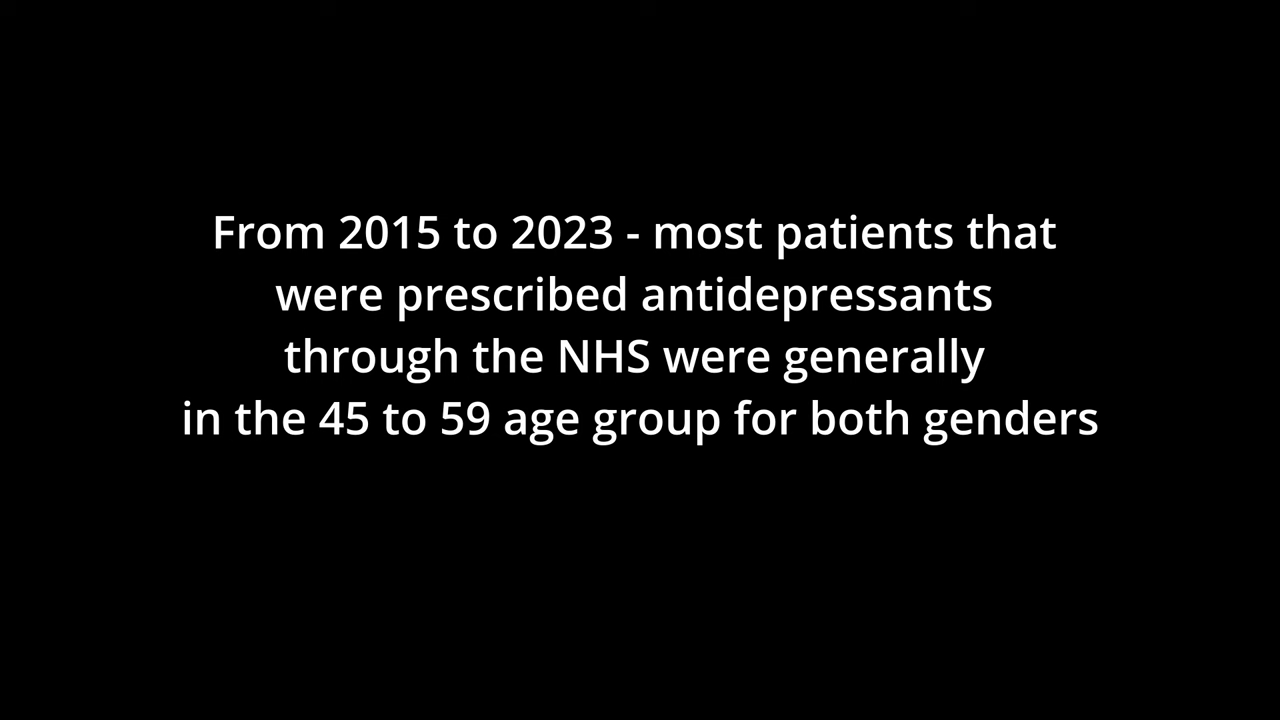 From 2015 to 2023 - most patients that
were prescribed antidepressants
through the NHS were generally
in the 45 to 59 age group for both genders